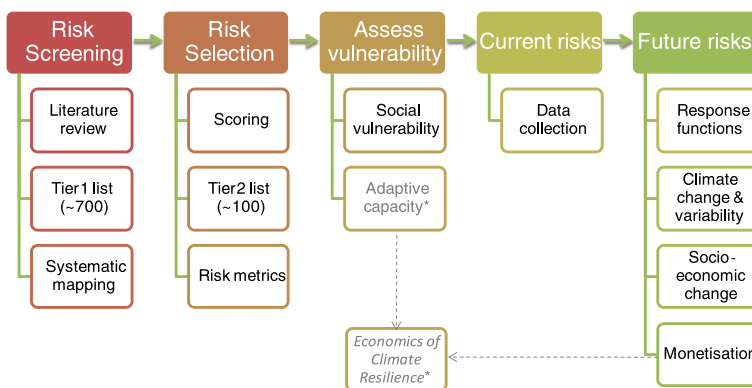 Risk
Screening
Risk
Selection
Assess
vulnerability
Current risks
Future risks
Literature
review
Tier1 list
(~700)
Systematic
mapping
Scoring
Tier2 list
(~100)
Risk metrics
Social
vulnerability
Adaptive
capacity*
Economics of
Climate
Resilience*
Data
collection
Response
functions
Climate
change &
variability
Socio-
economic
change
Monetisation